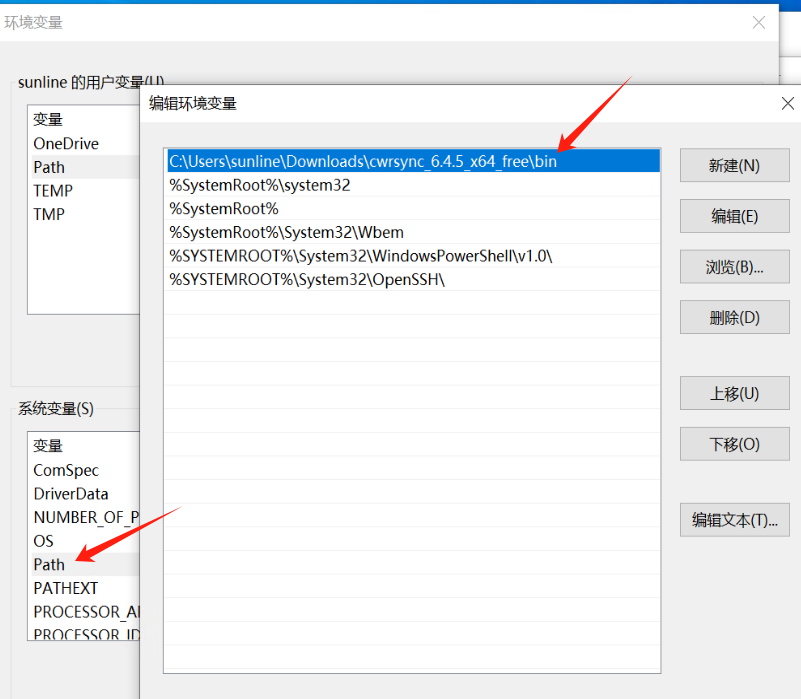 环境变量
sunline 的用户变量(U)
变量
OneDrive
Path
TEMP
TMP
系统变量(S)
变量
ComSpec
DriverData
NUMBER_OF_P
OS
Path
PATHEXT
PROCESSOR_AR
PROCESSOR_ID
编辑环境变量
C:\Users\sunline\Downloads\cwrsync_6.4.5_x64_free\bin
%SystemRoot%\system32
%SystemRoot%
%SystemRoot%\System32\Wbem
%SYSTEMROOT%\System32\WindowsPowerShell\v1.0\
%SYSTEMROOT%\System32\OpenSSH\
新建(N)
编辑(E)
浏览(B)...
删除(D)
上移(U)
下移(O)
编辑文本(T)...